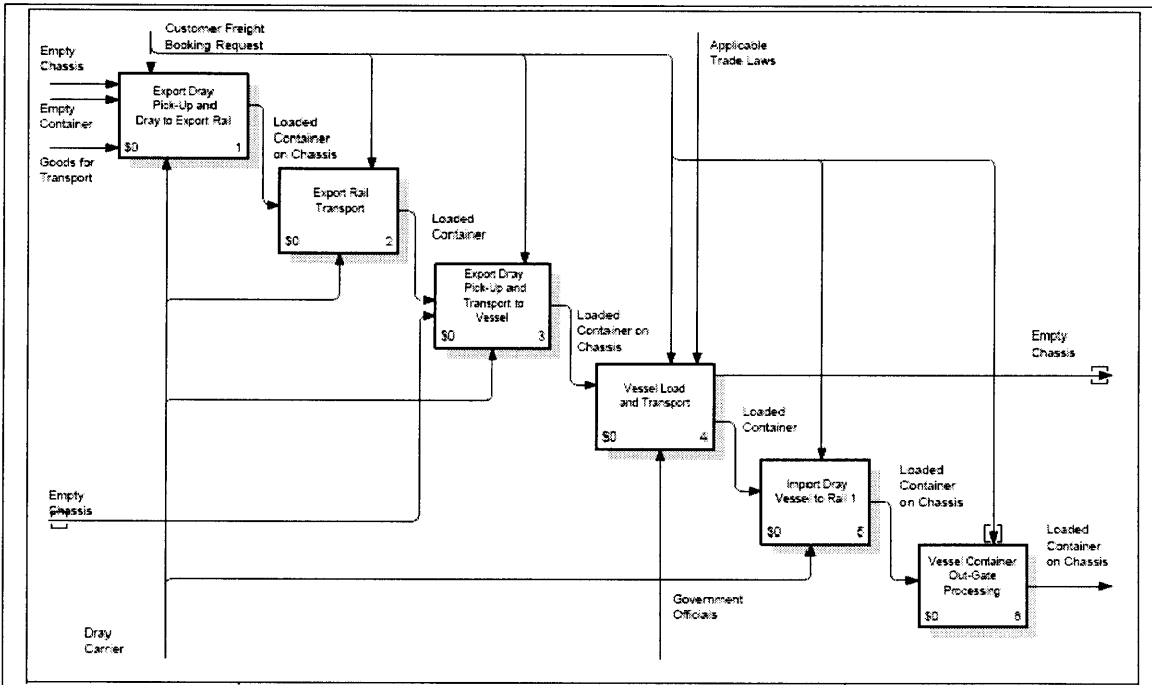 Customer Freight
Booking Request
Applicable
Trade Laws
Empty
Chassis
Empty
Container
Goods for
Transport
Export Dray
Pick-Up and
Dray to Export Rail
$0 1
Loaded
Container
on Chassis
Export Rail
Transport
$0 2
Loaded
Container
Export Dray
Pick-Up and
Transport to
Vessel
$0 3
Loaded
Container on
Chassis
Empty
Chassis
Vessel Load
and Transport
$0 4
Loaded
Container
Empty
Chassis
Import Dray
Vessel to Rail 1
$0 5
Loaded
Container
on Chassis
Vessel Container
Out-Gate
Processing
$0 6
Loaded
Container
on Chassis
Government
Officials
Dray
Carrier